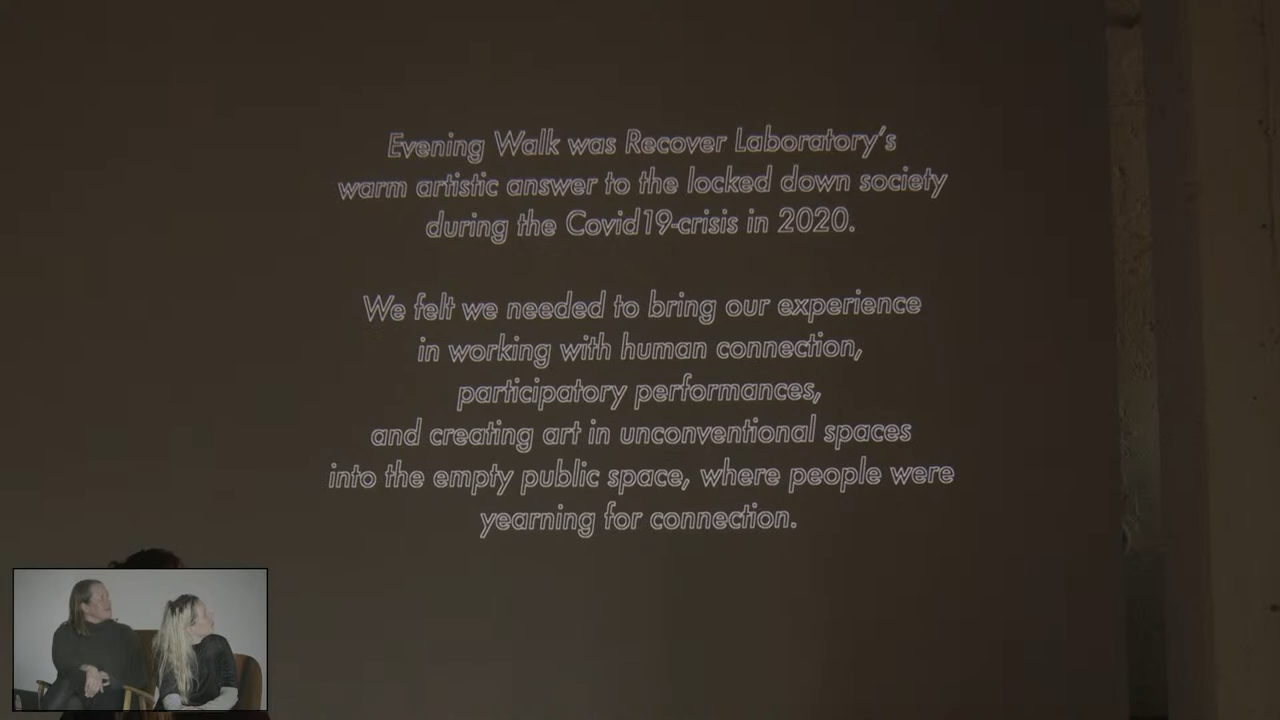 Evening Walk was Recover Laboratory's
warm artistic answer to the locked down society
during the Covid19-crisis in 2020.
We felt we needed to bring our experience
in working with human connection,
participatory performances,
and creating art in unconventional spaces
into the empty public space, where people were
yearning for connection.